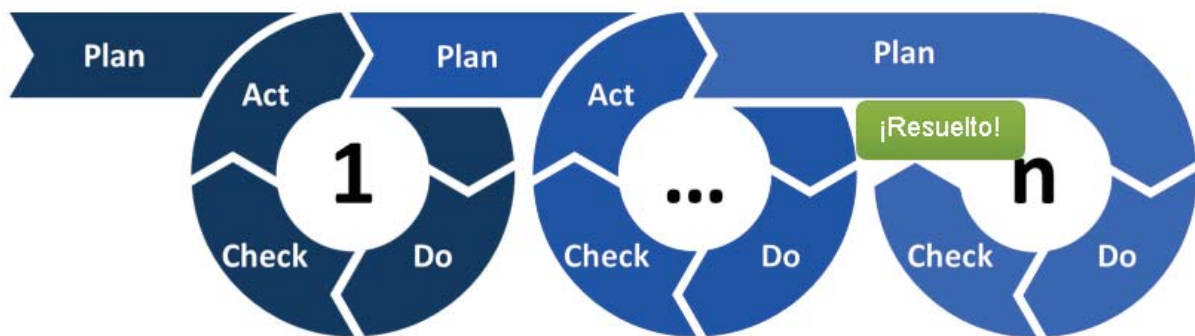 Plan
Plan
Plan
Act
Act
¡Resuelto!
1
...
n
Check
Do
Check
Do
Check
Do